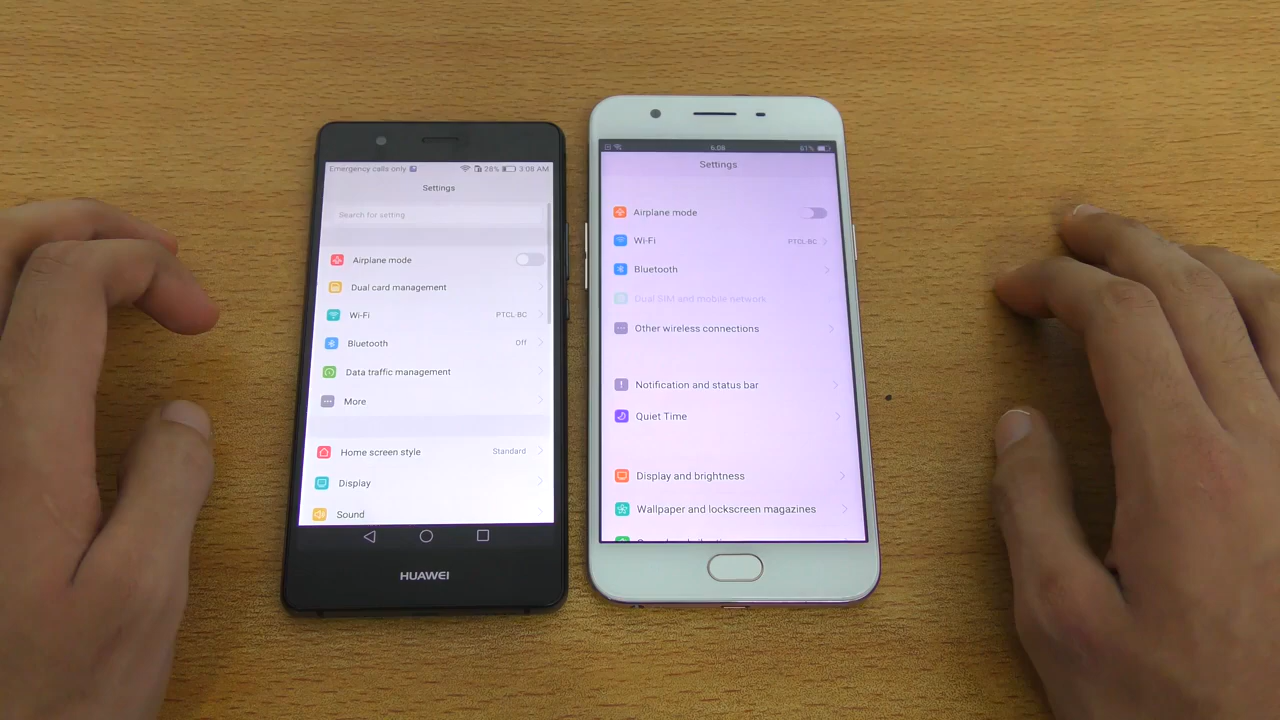 Emergency calls only
28%
3:08 AM
Settings
Search for setting
Airplane mode
Dual card management
Wi-Fi
PTCL-BC
Bluetooth
Off
Data traffic management
More
Home screen style
Standard
Display
Sound
HUAWEI
6:08
61%
Settings
Airplane mode
Wi-Fi
PTCL-BC
Bluetooth
Dual SIM and mobile network
Other wireless connections
Notification and status bar
Quiet Time
Display and brightness
Wallpaper and lockscreen magazines